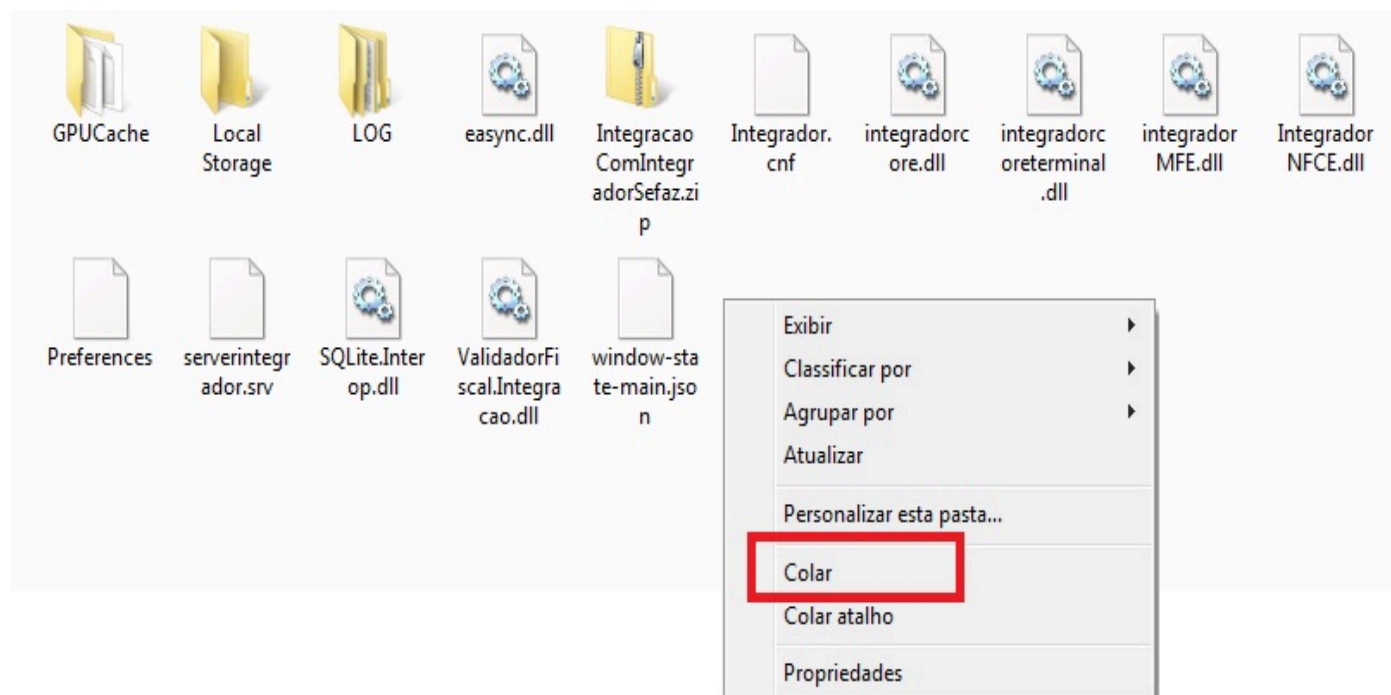 GPUCache
Local
Storage
LOG
easync.dll
Integracao
ComIntegr
adorSefaz.zi
p
Integrador.
cnf
integradorc
ore.dll
integradorc
oreterminal
.dll
integrador
MFE.dll
Integrador
NFCE.dll
Preferences
serverintegr
ador.srv
SQLite.Inter
op.dll
ValidadorFi
scal.Integra
cao.dll
window-sta
te-main.jso
n
Exibir
Classificar por
Agrupar por
Atualizar
Personalizar esta pasta...
Colar
Colar atalho
Propriedades